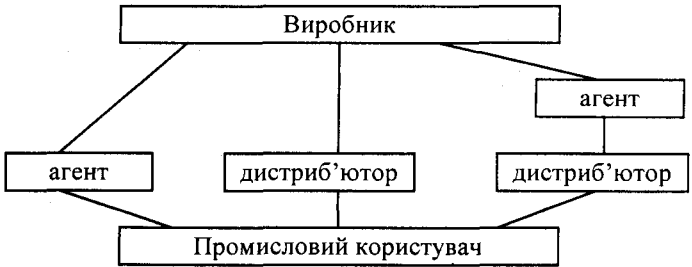 Виробник
агент
агент
дистриб’ютор
дистриб’ютор
Промисловий користувач